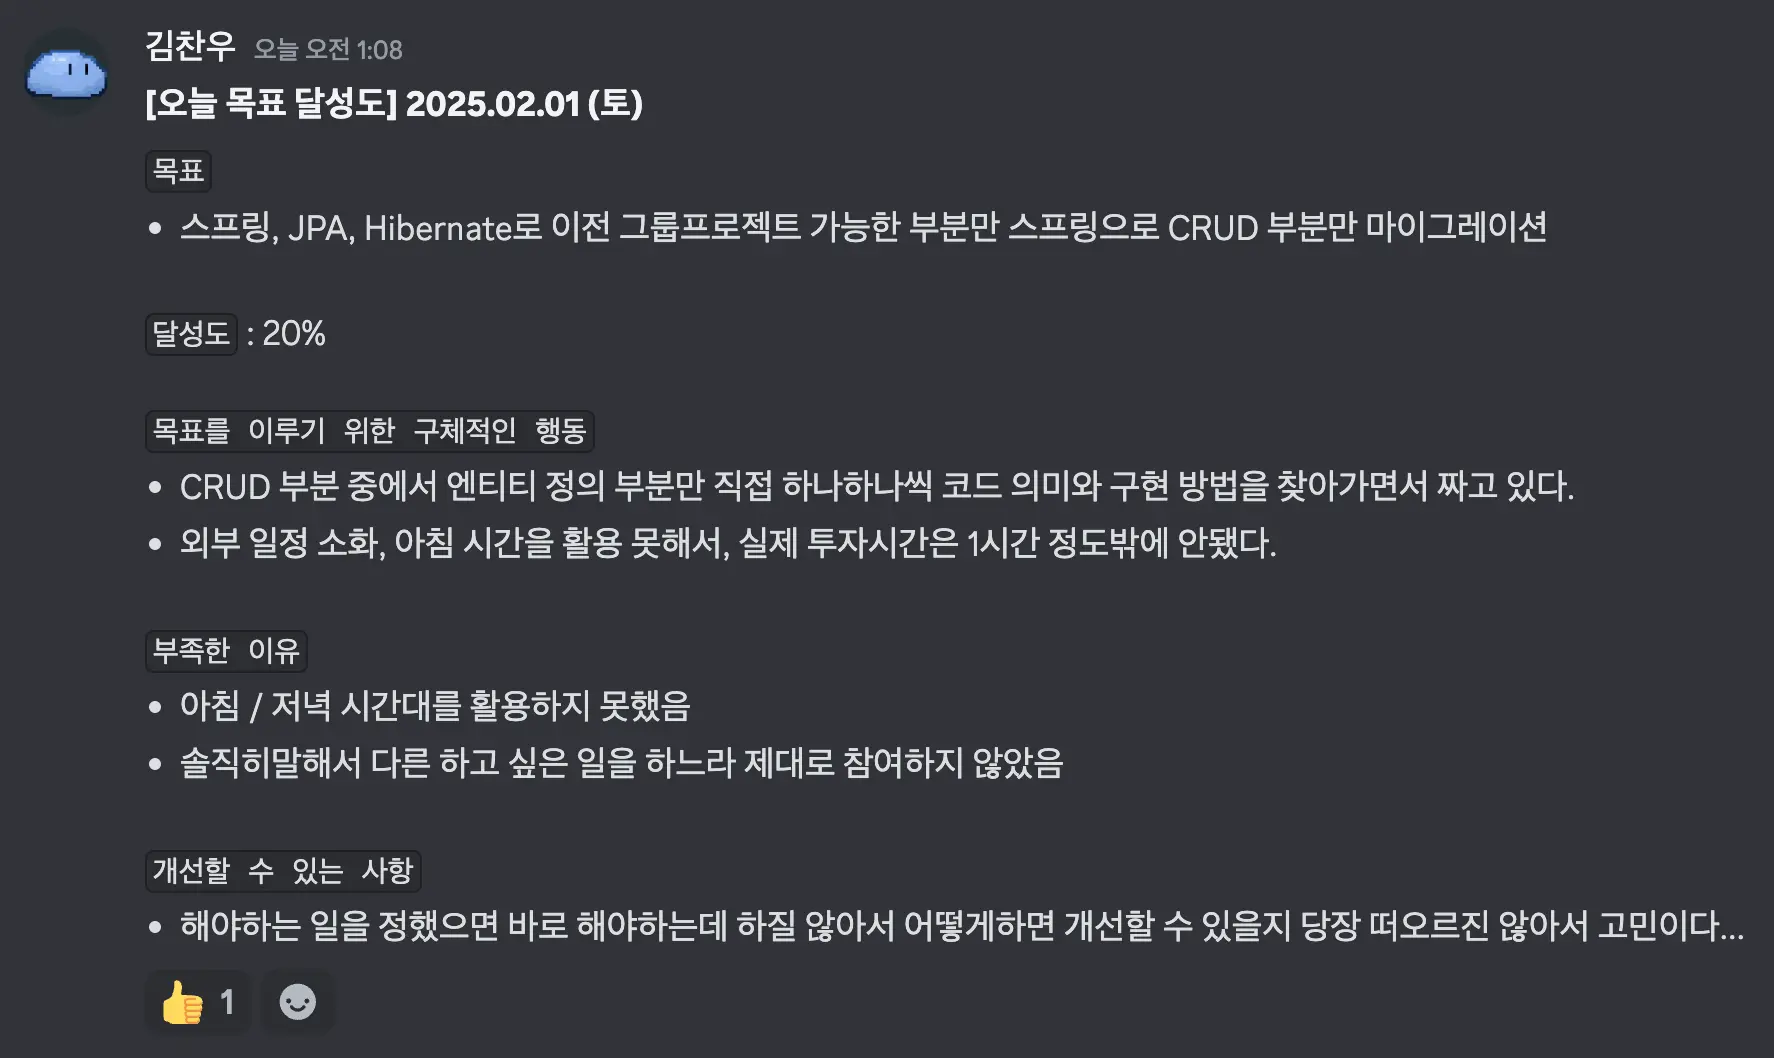 김찬우 오늘 오전 1:08
[오늘 목표 달성도] 2025.02.01 (토)
목표
• 스프링, JPA, Hibernate로 이전 그룹프로젝트 가능한 부분만 스프링으로 CRUD 부분만 마이그레이션
달성도 : 20%
목표를 이루기 위한 구체적인 행동
• CRUD 부분 중에서 엔티티 정의 부분만 직접 하나하나씩 코드 의미와 구현 방법을 찾아가면서 짜고 있다.
• 외부 일정 소화, 아침 시간을 활용 못해서, 실제 투자시간은 1시간 정도밖에 안됐다.
부족한 이유
• 아침 / 저녁 시간대를 활용하지 못했음
• 솔직히말해서 다른 하고 싶은 일을 하느라 제대로 참여하지 않았음
개선할 수 있는 사항
• 해야하는 일을 정했으면 바로 해야하는데 하질 않아서 어떻게하면 개선할 수 있을지 당장 떠오르진 않아서 고민이다...
👍 1